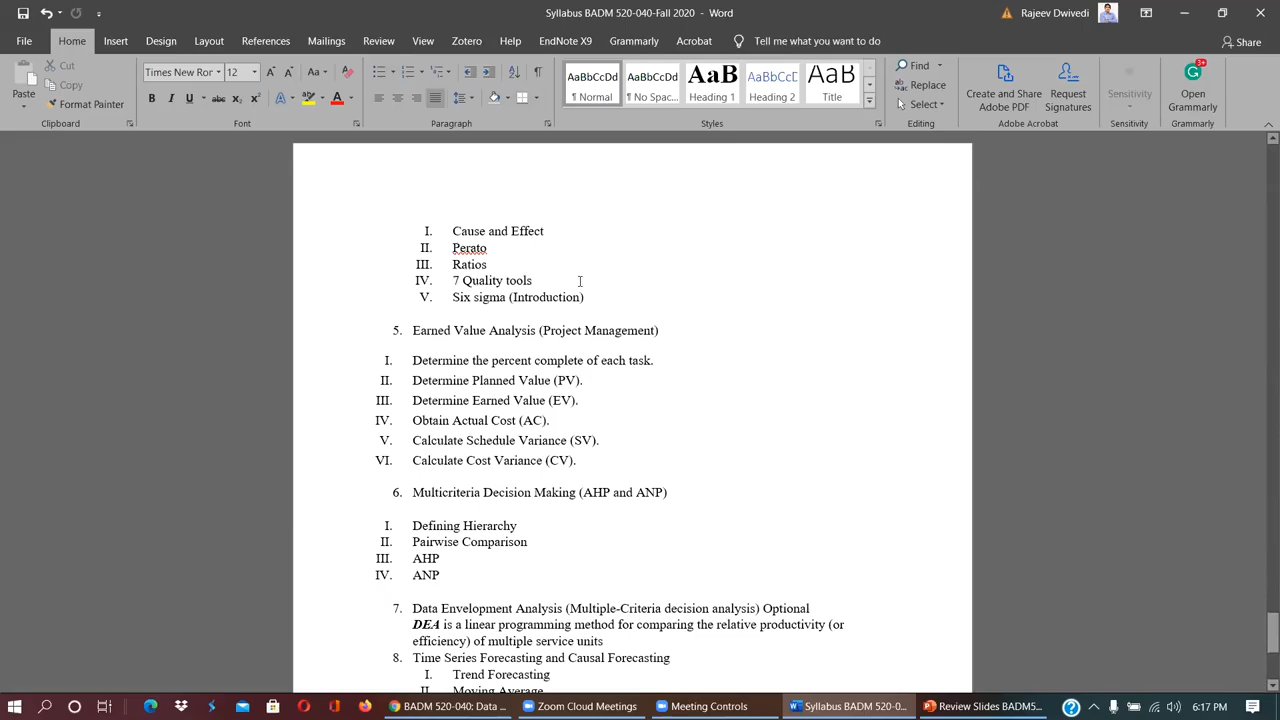 Syllabus BADM 520-040-Fall 2020 - Word
Rajeev Dwivedi
File Home Insert Design Layout References Mailings Review View Zotero Help EndNote X9 Grammarly Acrobat Tell me what you want to do
Share
Paste
Cut
Copy
Format Painter
Clipboard
Times New Ror 12
Font
Paragraph
AaBbCcDd AaBbCcDd AaB AaBbCcD AaB
¶ Normal ¶ No Spac... Heading 1 Heading 2 Title
Styles
Find
Replace
Select
Editing
Create and Share Adobe PDF
Request Signatures
Adobe Acrobat
Sensitivity
Sensitivity
Open Grammarly
Grammarly
I. Cause and Effect
II. Perato
III. Ratios
IV. 7 Quality tools
V. Six sigma (Introduction)
5. Earned Value Analysis (Project Management)
I. Determine the percent complete of each task.
II. Determine Planned Value (PV).
III. Determine Earned Value (EV).
IV. Obtain Actual Cost (AC).
V. Calculate Schedule Variance (SV).
VI. Calculate Cost Variance (CV).
6. Multicriteria Decision Making (AHP and ANP)
I. Defining Hierarchy
II. Pairwise Comparison
III. AHP
IV. ANP
7. Data Envelopment Analysis (Multiple-Criteria decision analysis) Optional
DEA is a linear programming method for comparing the relative productivity (or
efficiency) of multiple service units
8. Time Series Forecasting and Causal Forecasting
I. Trend Forecasting
II. Moving Average
BADM 520-040: Data ... Zoom Cloud Meetings Meeting Controls Syllabus BADM 520-0... Review Slides BADM5... 6:17 PM